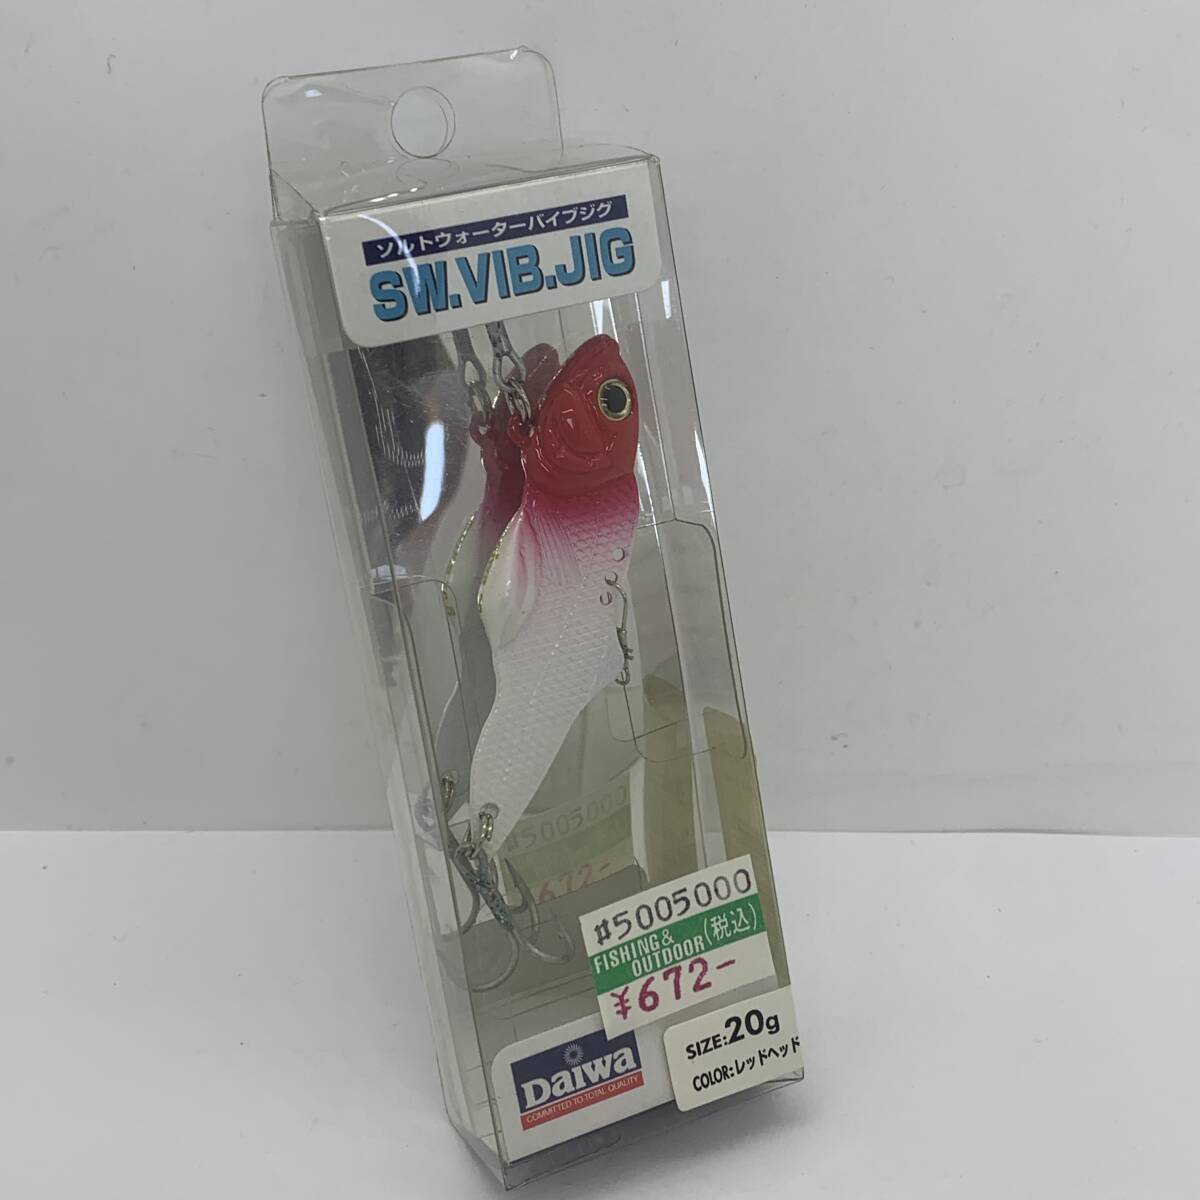 ソルトウォーターバイブジグ
SW.VIB.JIG
#5005000
FISHING & OUTDOOR (税込)
¥672-
SIZE:20g
COLOR:レッドヘッド
Daiwa
COMMITTED TO TOTAL QUALITY